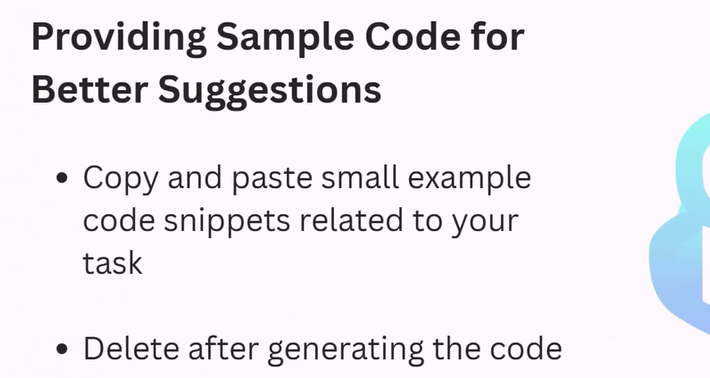 Providing Sample Code for
Better Suggestions
• Copy and paste small example
code snippets related to your
task
• Delete after generating the code